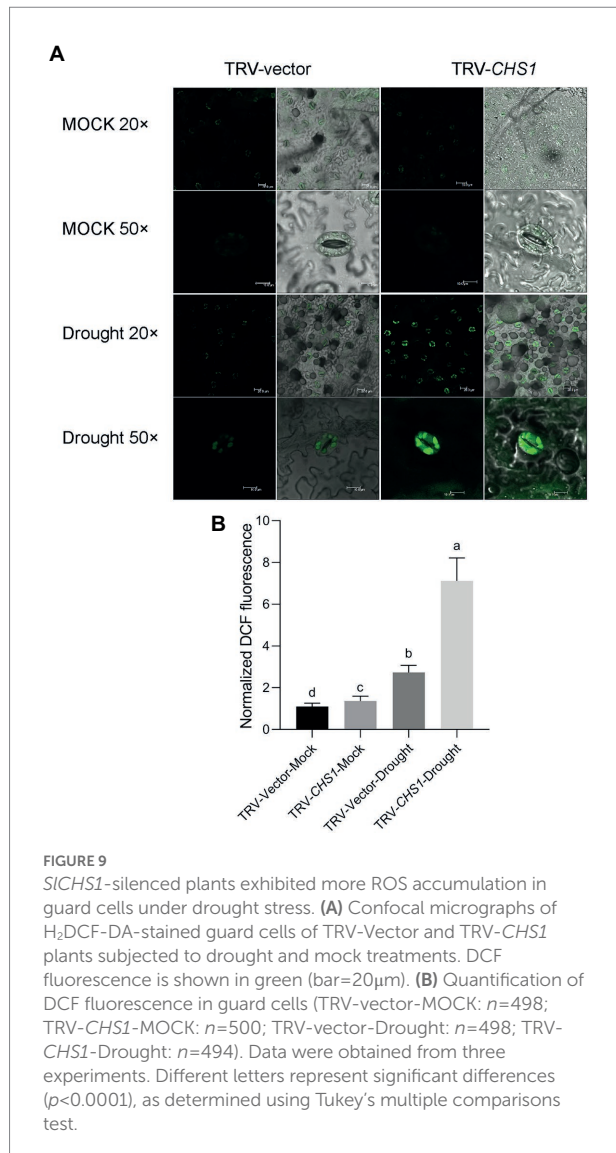 A
TRV-vector TRV-CHS1
MOCK 20×
MOCK 50×
Drought 20×
Drought 50×
B
Normalized DCF fluorescence
10
8
6
4
2
0
d
c
b
a
TRV-Vector-Mock
TRV-CHS1-Mock
TRV-Vector-Drought
TRV-CHS1-Drought
FIGURE 9
SlCHS1-silenced plants exhibited more ROS accumulation in
guard cells under drought stress. (A) Confocal micrographs of
H₂DCF-DA-stained guard cells of TRV-Vector and TRV-CHS1
plants subjected to drought and mock treatments. DCF
fluorescence is shown in green (bar=20μm). (B) Quantification of
DCF fluorescence in guard cells (TRV-vector-MOCK: n=498;
TRV-CHS1-MOCK: n=500; TRV-vector-Drought: n=498; TRV-
CHS1-Drought: n=494). Data were obtained from three
experiments. Different letters represent significant differences
(p<0.0001), as determined using Tukey's multiple comparisons
test.